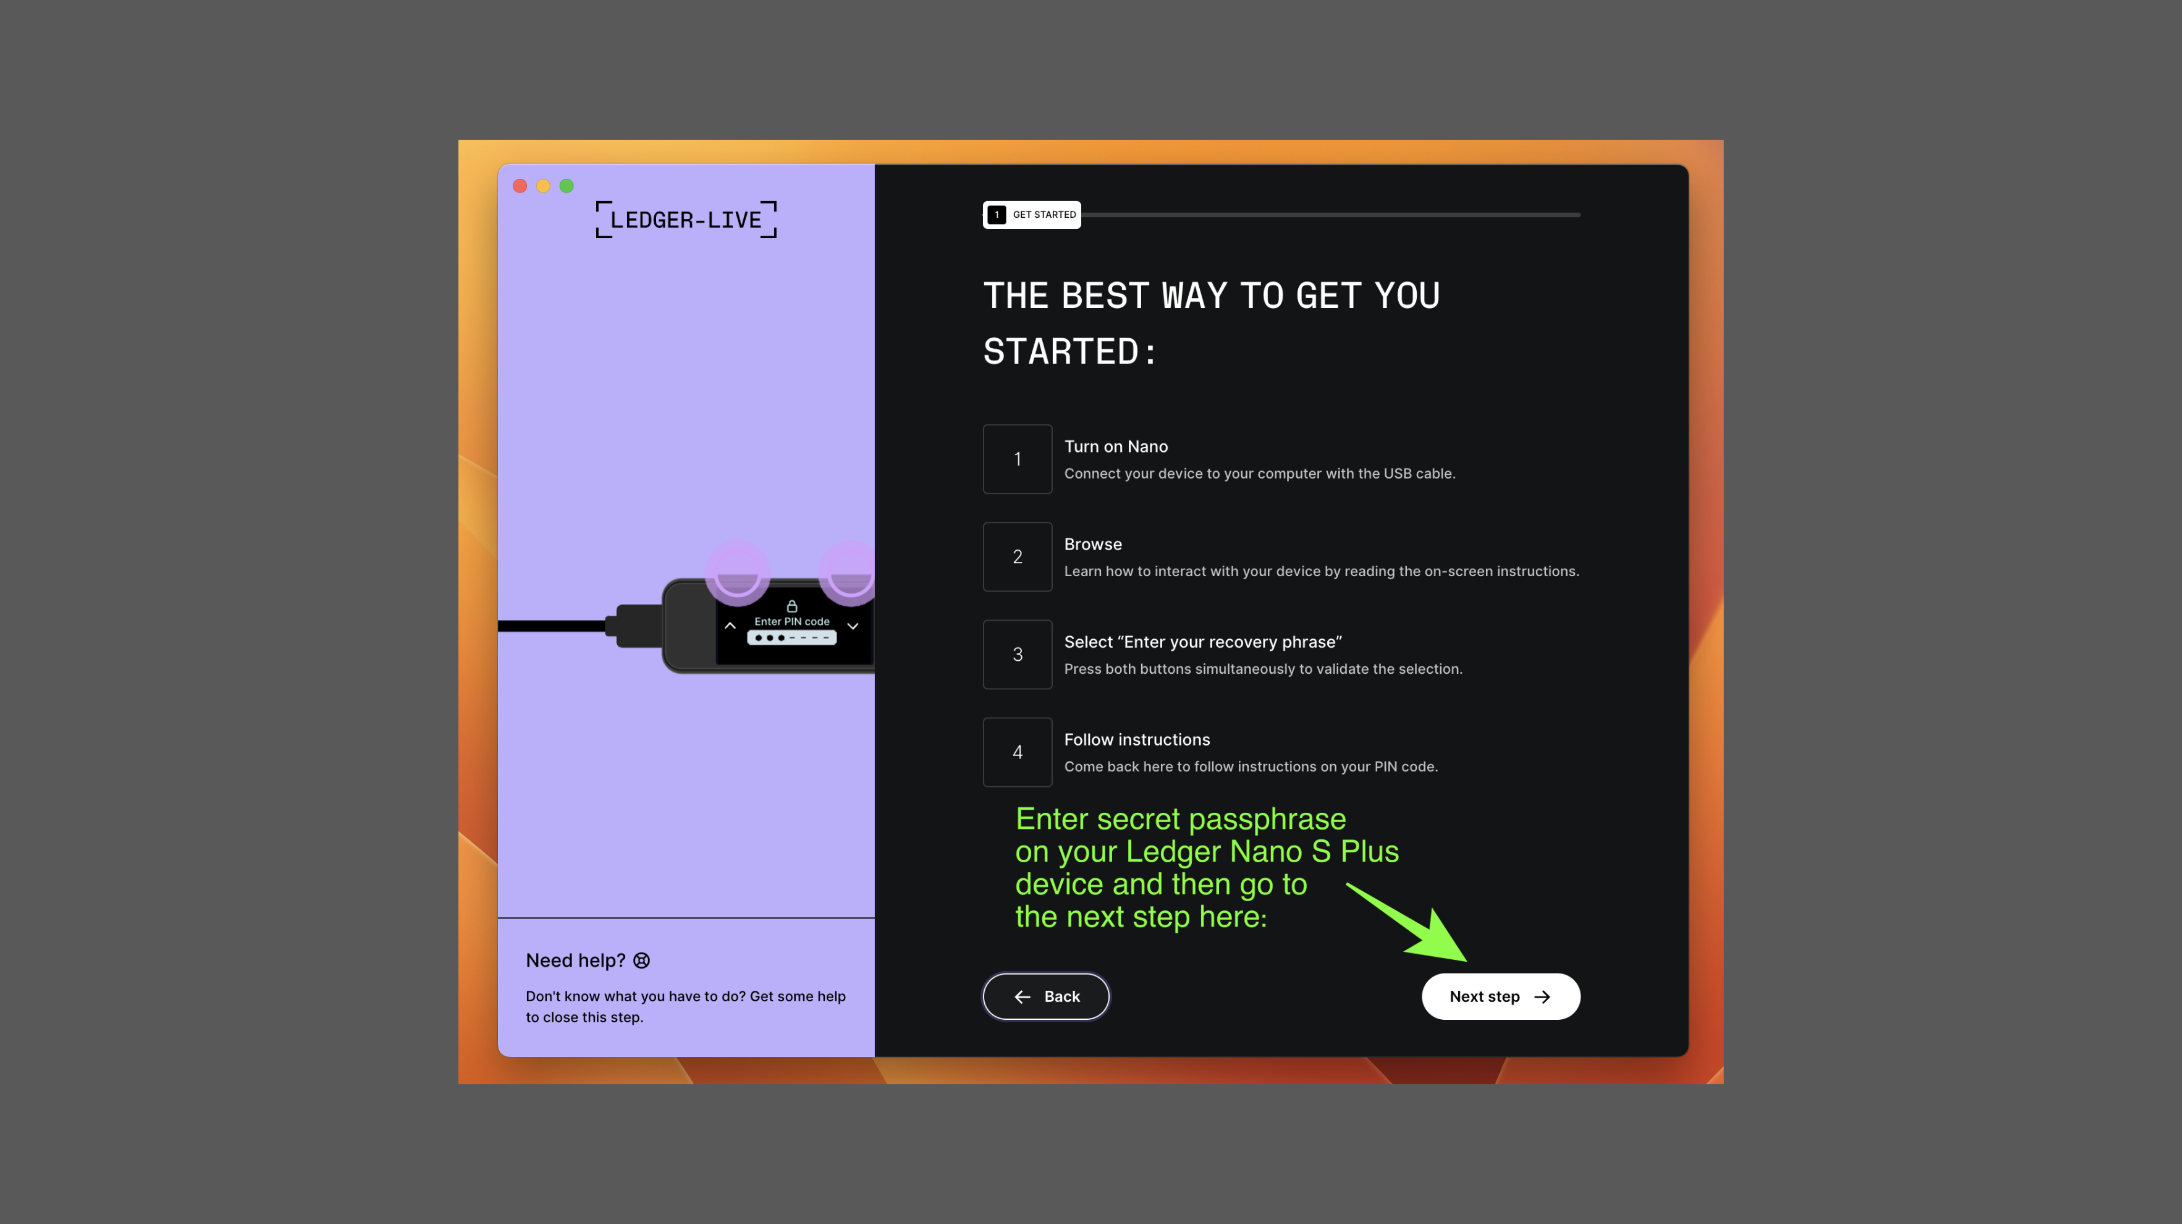 LEDGER-LIVE
Enter PIN code
Need help?
Don't know what you have to do? Get some help
to close this step.
1 GET STARTED
THE BEST WAY TO GET YOU
STARTED:
1
Turn on Nano
Connect your device to your computer with the USB cable.
2
Browse
Learn how to interact with your device by reading the on-screen instructions.
3
Select “Enter your recovery phrase”
Press both buttons simultaneously to validate the selection.
4
Follow instructions
Come back here to follow instructions on your PIN code.
Enter secret passphrase
on your Ledger Nano S Plus
device and then go to
the next step here:
Back
Next step